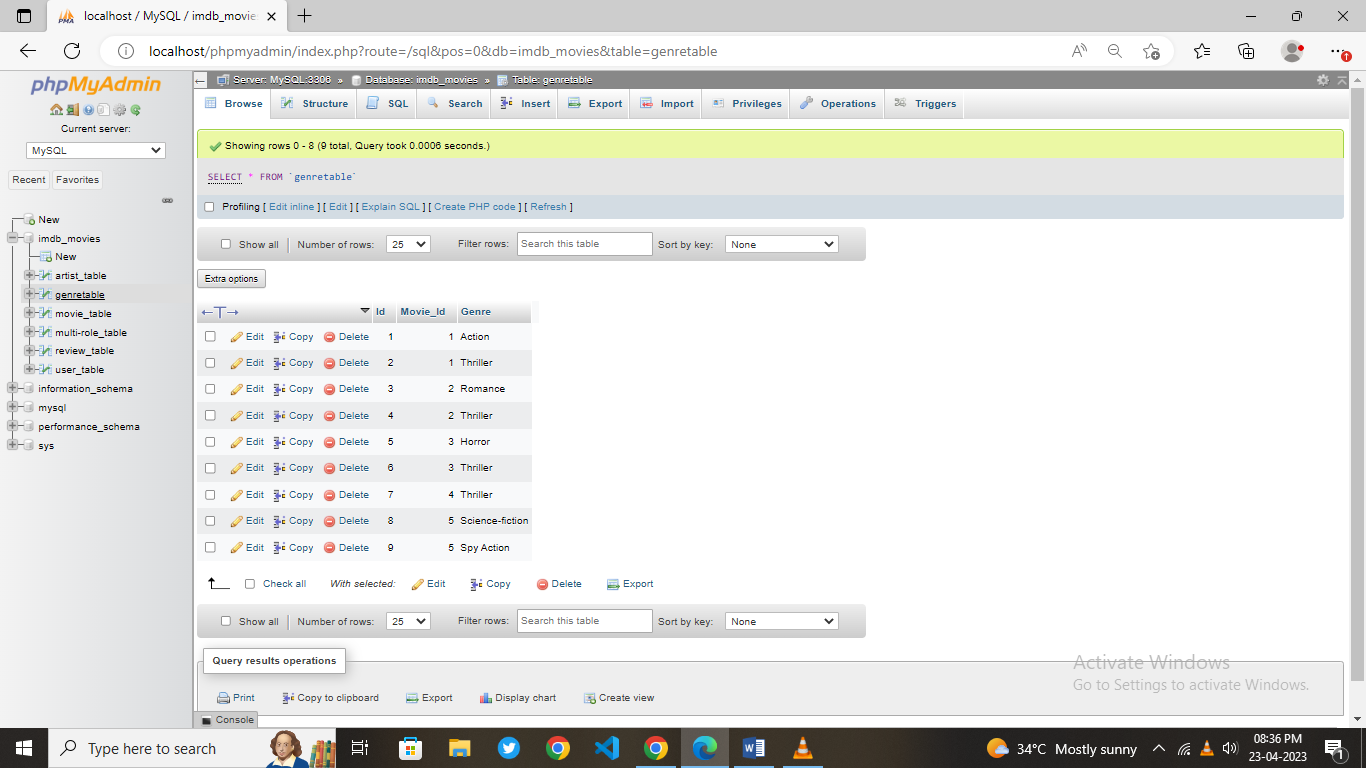 localhost / MySQL / imdb_movies
localhost/phpmyadmin/index.php?route=/sql&pos=0&db=imdb_movies&table=genretable
phpMyAdmin
Current server:
MySQL
Recent Favorites
New
imdb_movies
New
artist_table
genretable
movie_table
multi-role_table
review_table
user_table
information_schema
mysql
performance_schema
sys
Server: MySQL:3306 » Database: imdb_movies » Table: genretable
Browse Structure SQL Search Insert Export Import Privileges Operations Triggers
Showing rows 0 - 8 (9 total, Query took 0.0006 seconds.)
SELECT * FROM `genretable`
Profiling [ Edit inline ] [ Edit ] [ Explain SQL ] [ Create PHP code ] [ Refresh ]
Show all Number of rows: 25 Filter rows: Search this table Sort by key: None
Extra options
Id Movie_Id Genre
Edit Copy Delete 1 1 Action
Edit Copy Delete 2 1 Thriller
Edit Copy Delete 3 2 Romance
Edit Copy Delete 4 2 Thriller
Edit Copy Delete 5 3 Horror
Edit Copy Delete 6 3 Thriller
Edit Copy Delete 7 4 Thriller
Edit Copy Delete 8 5 Science-fiction
Edit Copy Delete 9 5 Spy Action
Check all With selected: Edit Copy Delete Export
Show all Number of rows: 25 Filter rows: Search this table Sort by key: None
Query results operations
Print Copy to clipboard Export Display chart Create view
Console
Activate Windows
Go to Settings to activate Windows.
Type here to search
34°C Mostly sunny
08:36 PM
23-04-2023
1